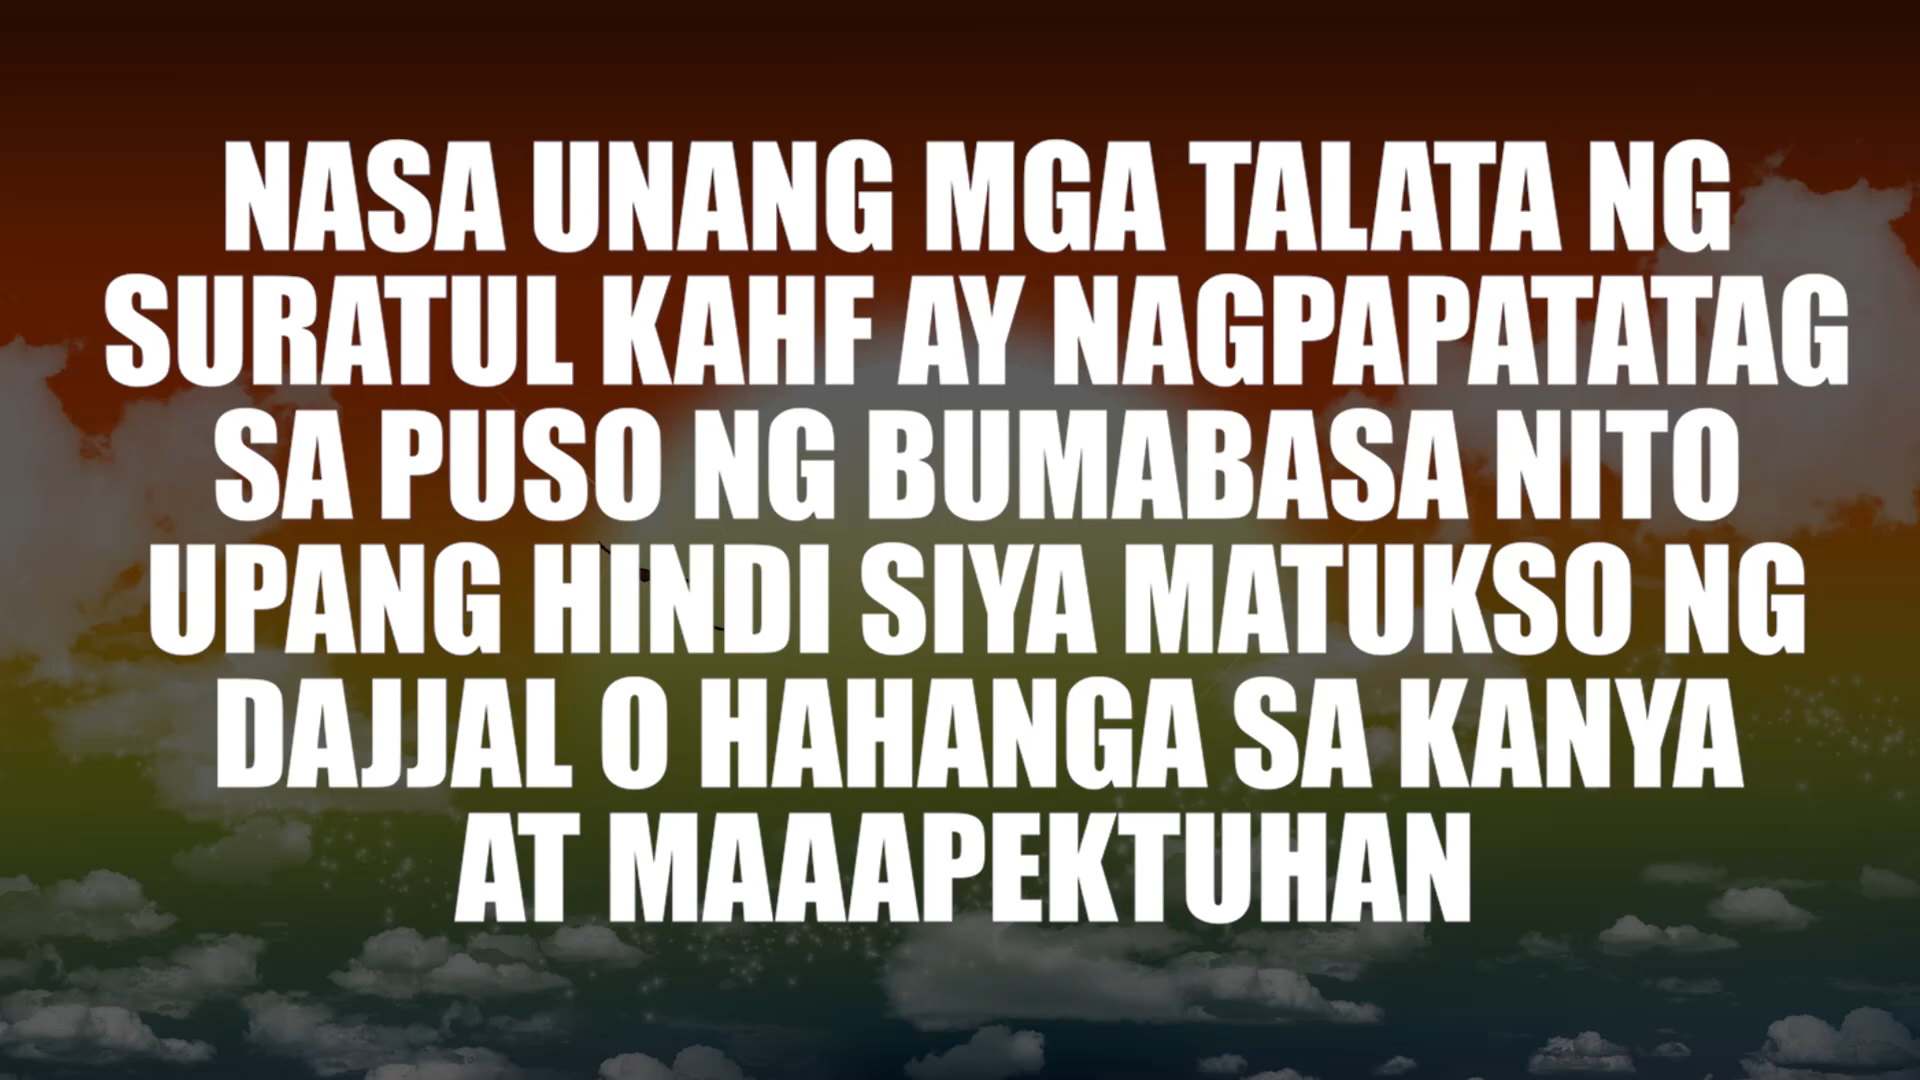 NASA UNANG MGA TALATA NG
SURATUL KAHF AY NAGPAPATATAG
SA PUSO NG BUMABASA NITO
UPANG HINDI SIYA MATUKSO NG
DAJJAL O HAHANGA SA KANYA
AT MAAAPEKTUHAN